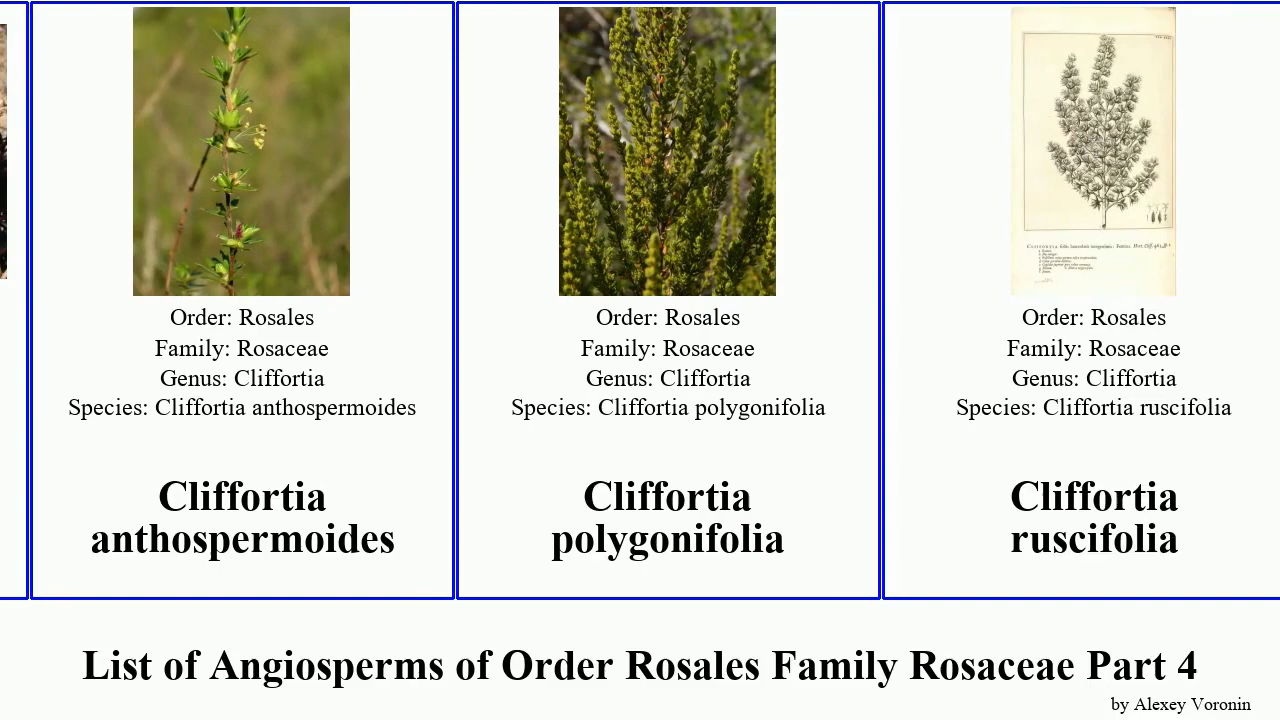 Order: Rosales
Family: Rosaceae
Genus: Cliffortia
Species: Cliffortia anthospermoides
Cliffortia
anthospermoides
Order: Rosales
Family: Rosaceae
Genus: Cliffortia
Species: Cliffortia polygonifolia
Cliffortia
polygonifolia
Order: Rosales
Family: Rosaceae
Genus: Cliffortia
Species: Cliffortia ruscifolia
Cliffortia
ruscifolia
List of Angiosperms of Order Rosales Family Rosaceae Part 4
by Alexey Voronin